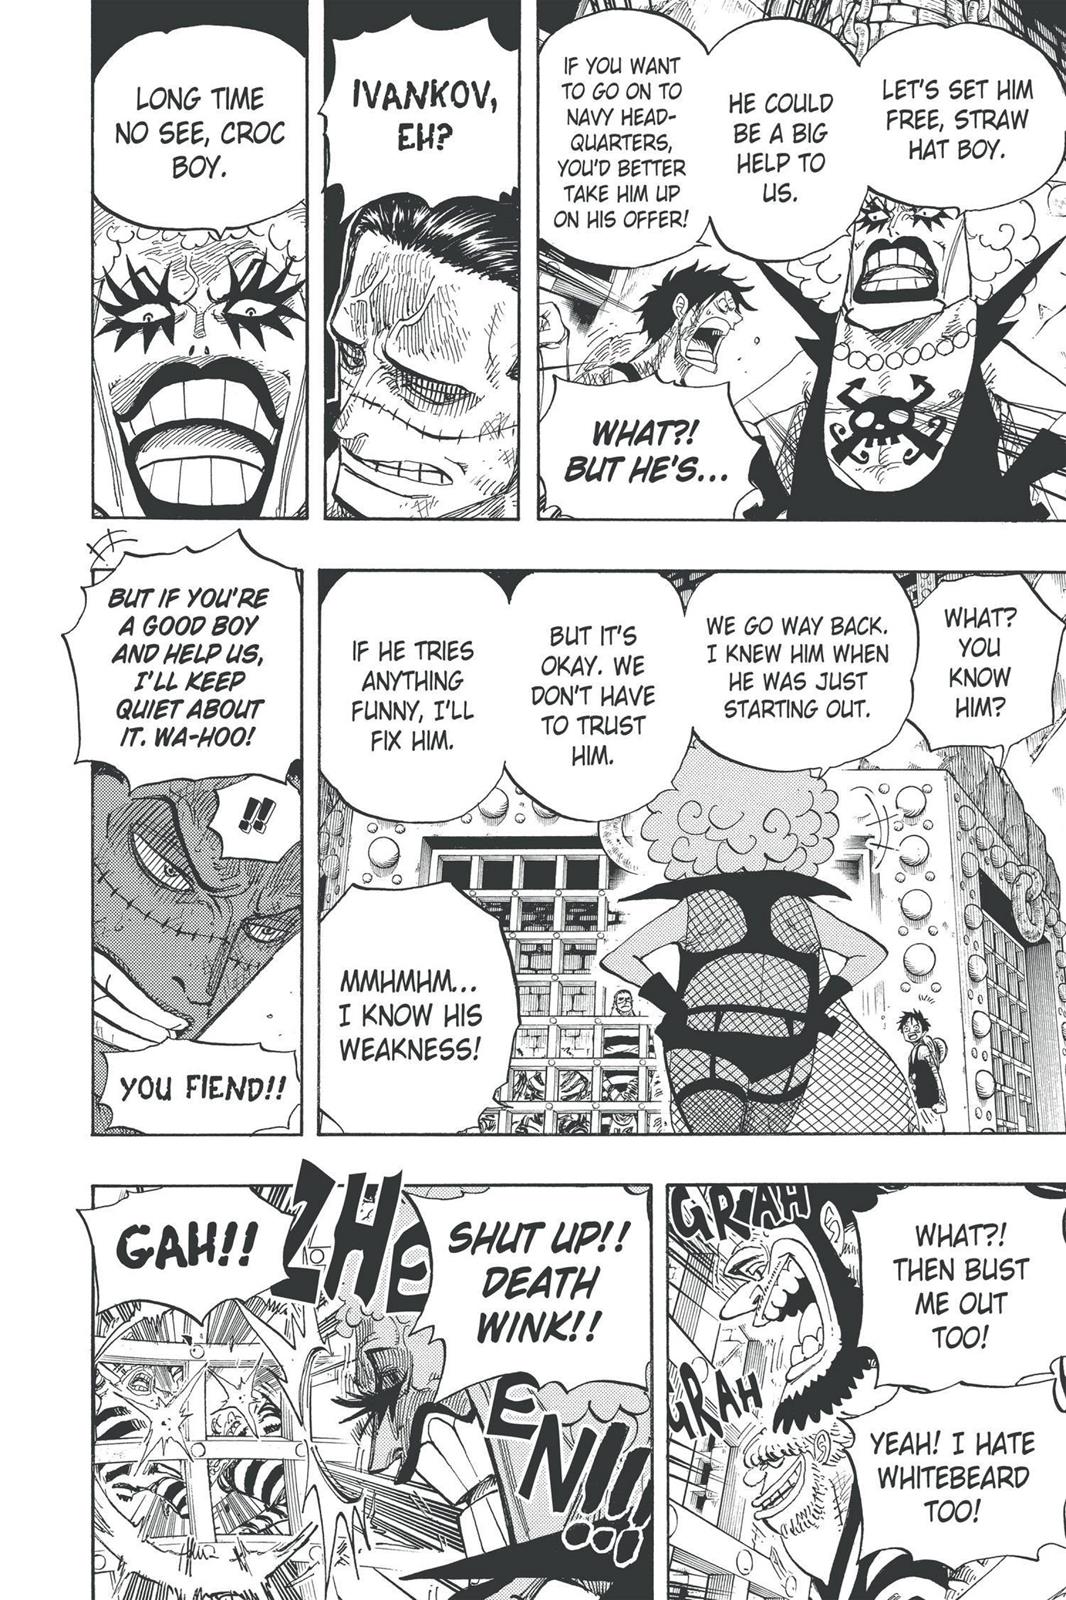 LET'S SET HIM
FREE, STRAW
HAT BOY.
HE COULD
BE A BIG
HELP TO
US.
IF YOU WANT
TO GO ON TO
NAVY HEAD-
QUARTERS,
YOU'D BETTER
TAKE HIM UP
ON HIS OFFER!
WHAT?!
BUT HE'S...
IVANKOV,
EH?
LONG TIME
NO SEE, CROC
BOY.
WHAT?
YOU
KNOW
HIM?
WE GO WAY BACK.
I KNEW HIM WHEN
HE WAS JUST
STARTING OUT.
BUT IT'S
OKAY. WE
DON'T HAVE
TO TRUST
HIM.
IF HE TRIES
ANYTHING
FUNNY, I'LL
FIX HIM.
MMHMHM...
I KNOW HIS
WEAKNESS!
BUT IF YOU'RE
A GOOD BOY
AND HELP US,
I'LL KEEP
QUIET ABOUT
IT. WA-HOO!
!!
YOU FIEND!!
WHAT?!
THEN BUST
ME OUT
TOO!
GRAH
YEAH! I HATE
WHITEBEARD
TOO!
GRAH
SHUT UP!!
DEATH
WINK!!
ZHEEN!!!
GAH!!